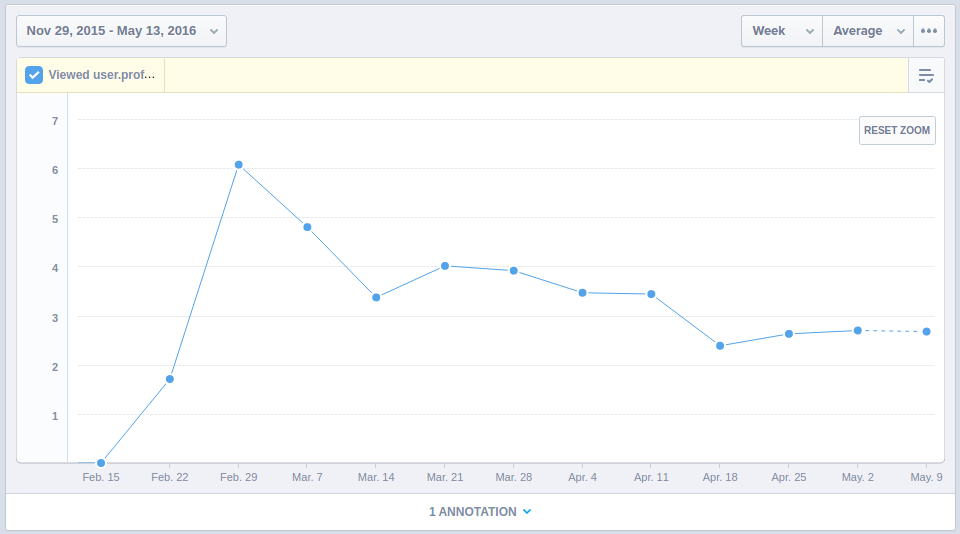 Nov 29, 2015 - May 13, 2016
Week
Average
Viewed user.prof...
RESET ZOOM
7
6
5
4
3
2
1
Feb. 15 Feb. 22 Feb. 29 Mar. 7 Mar. 14 Mar. 21 Mar. 28 Apr. 4 Apr. 11 Apr. 18 Apr. 25 May. 2 May. 9
1 ANNOTATION